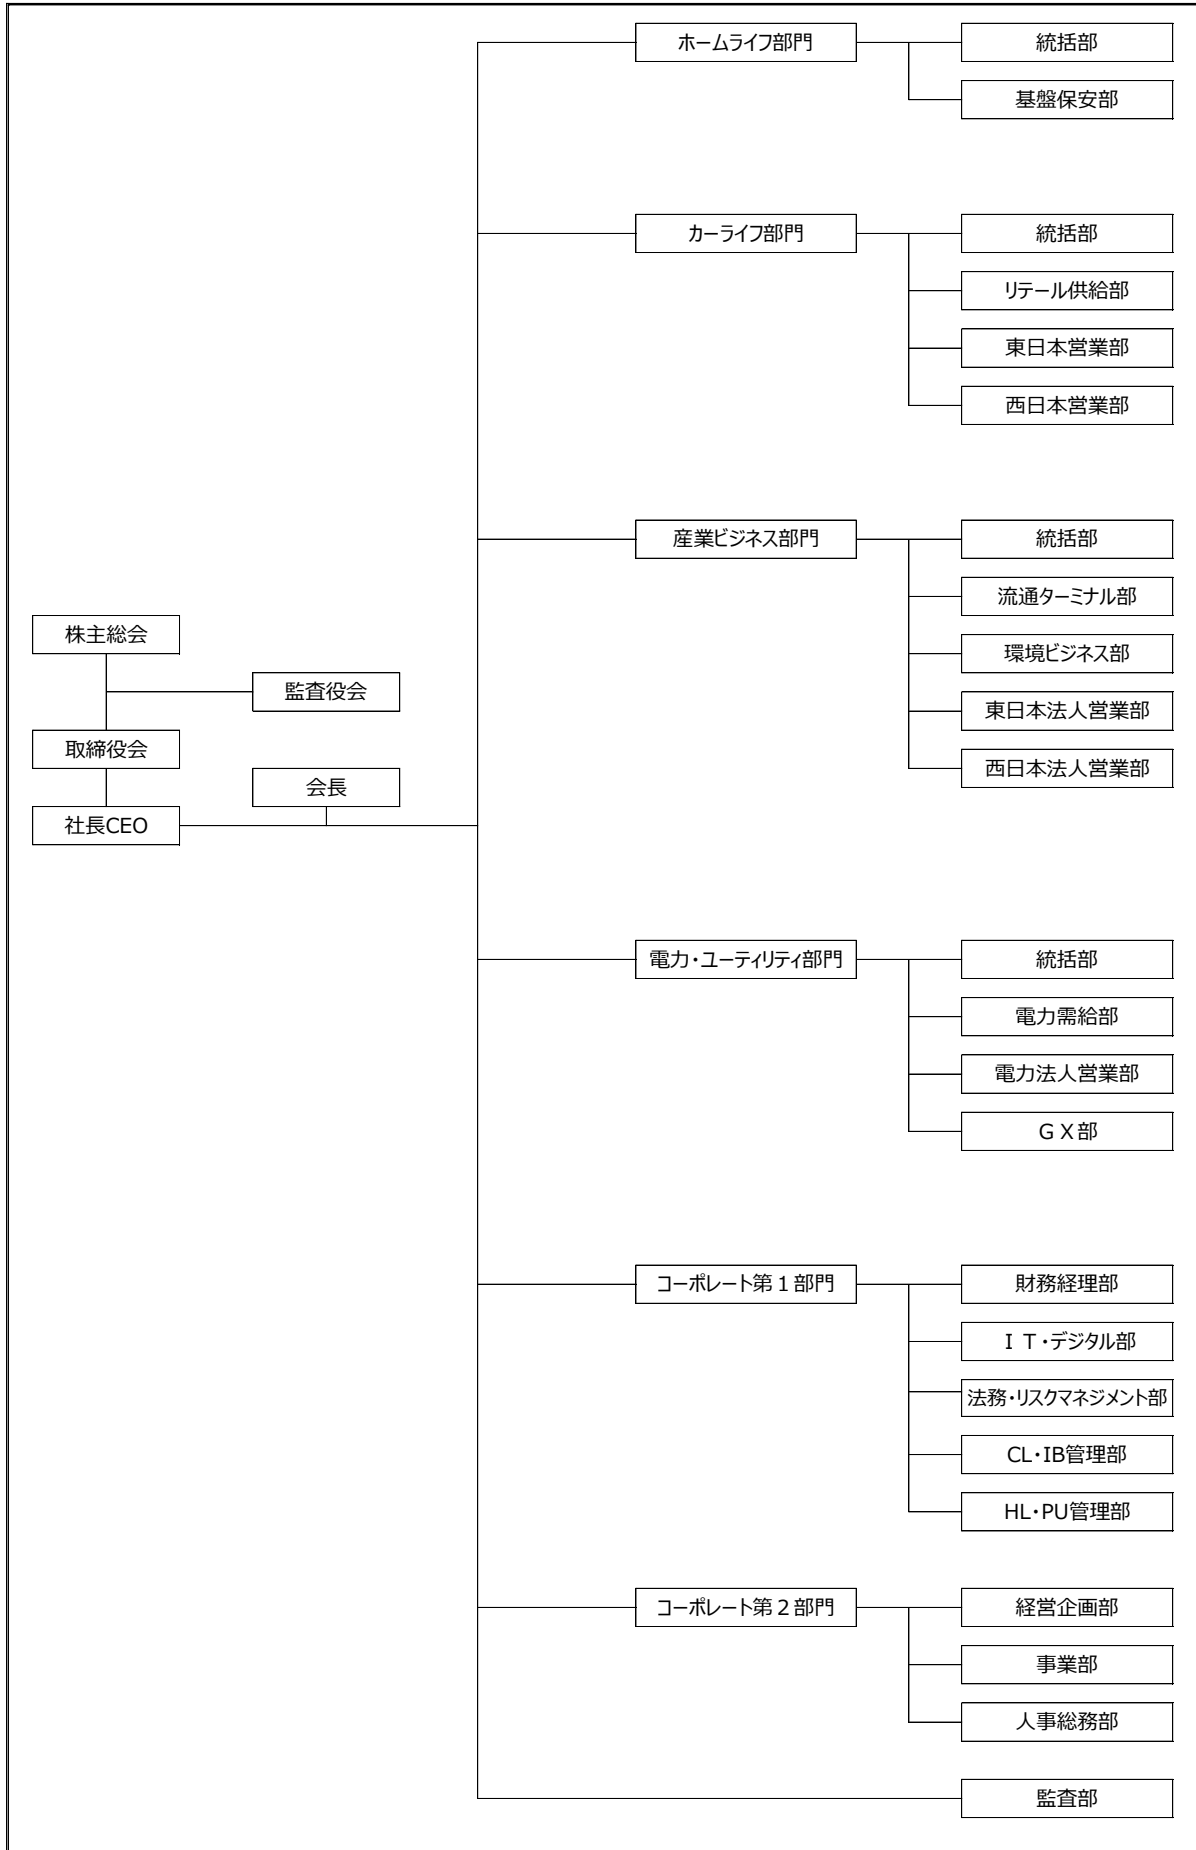 株主総会
監査役会
取締役会
会長
社長CEO
ホームライフ部門
統括部
基盤保安部
カーライフ部門
統括部
リテール供給部
東日本営業部
西日本営業部
産業ビジネス部門
統括部
流通ターミナル部
環境ビジネス部
東日本法人営業部
西日本法人営業部
電力・ユーティリティ部門
統括部
電力需給部
電力法人営業部
ＧＸ部
コーポレート第１部門
財務経理部
ＩＴ・デジタル部
法務・リスクマネジメント部
CL・IB管理部
HL・PU管理部
コーポレート第２部門
経営企画部
事業部
人事総務部
監査部